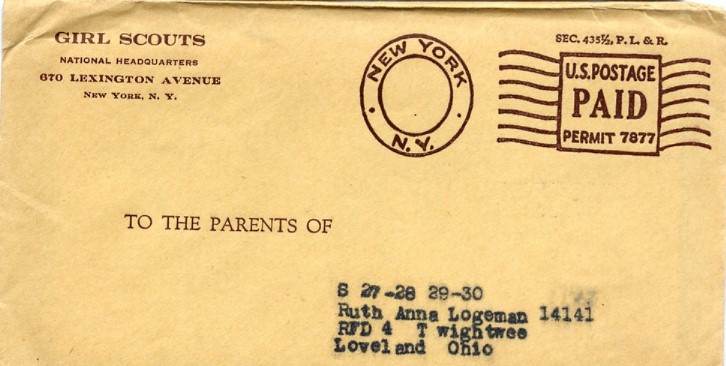 GIRL SCOUTS
NATIONAL HEADQUARTERS
670 LEXINGTON AVENUE
NEW YORK, N. Y.
NEW YORK
N.Y.
SEC. 435½, P. L. & R.
U.S. POSTAGE
PAID
PERMIT 7877
TO THE PARENTS OF
S 27-28 29-30
Ruth Anna Logeman 14141
RFD 4 T wightwee
Loveland Ohio